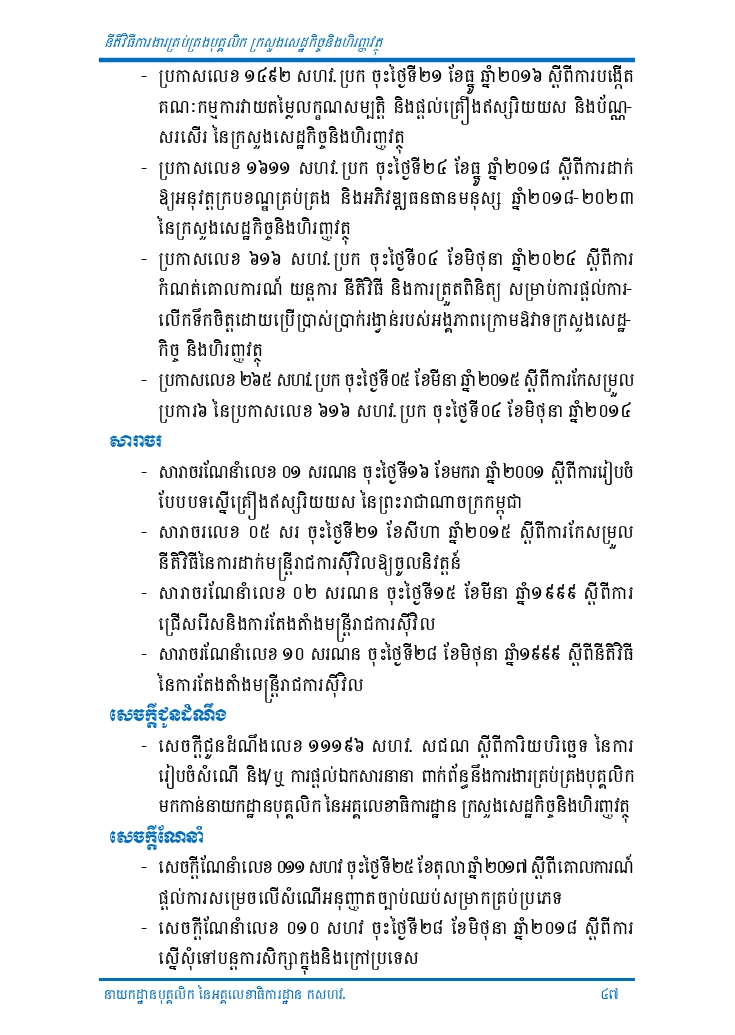 នីតិវិធីការងារគ្រប់គ្រងបុគ្គលិក ក្រសួងសេដ្ឋកិច្ចនិងហិរញ្ញវត្ថុ
- ប្រកាសលេខ ១៤៩២ សហវ.ប្រក ចុះថ្ងៃទី២១ ខែធ្នូ ឆ្នាំ២០១៦ ស្តីពីការបង្កើត
គណៈកម្មការវាយតម្លៃលក្ខណសម្បត្តិ និងផ្តល់គ្រឿងឥស្សរិយយស និងប័ណ្ណ-
សរសើរ នៃក្រសួងសេដ្ឋកិច្ចនិងហិរញ្ញវត្ថុ
- ប្រកាសលេខ ១៦១១ សហវ.ប្រក ចុះថ្ងៃទី២៤ ខែធ្នូ ឆ្នាំ២០១៨ ស្តីពីការដាក់
ឱ្យអនុវត្តក្របខណ្ឌគ្រប់គ្រង និងអភិវឌ្ឍធនធានមនុស្ស ឆ្នាំ២០១៨-២០២៣
នៃក្រសួងសេដ្ឋកិច្ចនិងហិរញ្ញវត្ថុ
- ប្រកាសលេខ ៦១៦ សហវ.ប្រក ចុះថ្ងៃទី០៤ ខែមិថុនា ឆ្នាំ២០២៤ ស្តីពីការ
កំណត់គោលការណ៍ យន្តការ នីតិវិធី និងការត្រួតពិនិត្យ សម្រាប់ការផ្តល់ការ-
លើកទឹកចិត្តដោយប្រើប្រាស់ប្រាក់រង្វាន់របស់អង្គភាពក្រោមឱវាទក្រសួងសេដ្ឋ-
កិច្ច និងហិរញ្ញវត្ថុ
- ប្រកាសលេខ ២៦៥ សហវ.ប្រក ចុះថ្ងៃទី០៥ ខែមីនា ឆ្នាំ២០១៥ ស្តីពីការកែសម្រួល
ប្រការ៦ នៃប្រកាសលេខ ៦១៦ សហវ.ប្រក ចុះថ្ងៃទី០៤ ខែមិថុនា ឆ្នាំ២០១៤
សារាចរ
- សារាចរណែនាំលេខ ០១ សរណន ចុះថ្ងៃទី១៦ ខែមករា ឆ្នាំ២០០១ ស្តីពីការរៀបចំ
បែបបទស្នើគ្រឿងឥស្សរិយយស នៃព្រះរាជាណាចក្រកម្ពុជា
- សារាចរលេខ ០៥ សរ ចុះថ្ងៃទី២១ ខែសីហា ឆ្នាំ២០១៥ ស្តីពីការកែសម្រួល
នីតិវិធីនៃការដាក់មន្ត្រីរាជការស៊ីវិលឱ្យចូលនិវត្តន៍
- សារាចរណែនាំលេខ ០២ សរណន ចុះថ្ងៃទី១៥ ខែមីនា ឆ្នាំ១៩៩៩ ស្តីពីការ
ជ្រើសរើសនិងការតែងតាំងមន្ត្រីរាជការស៊ីវិល
- សារាចរណែនាំលេខ ១០ សរណន ចុះថ្ងៃទី២៨ ខែមិថុនា ឆ្នាំ១៩៩៩ ស្តីពីនីតិវិធី
នៃការតែងតាំងមន្ត្រីរាជការស៊ីវិល
សេចក្តីជូនដំណឹង
- សេចក្តីជូនដំណឹងលេខ ១១១៩៦ សហវ. សជណ ស្តីពីការិយបរិច្ឆេទ នៃការ
រៀបចំសំណើ និង/ឬ ការផ្តល់ឯកសារនានា ពាក់ព័ន្ធនឹងការងារគ្រប់គ្រងបុគ្គលិក
មកកាន់នាយកដ្ឋានបុគ្គលិក នៃអគ្គលេខាធិការដ្ឋាន ក្រសួងសេដ្ឋកិច្ចនិងហិរញ្ញវត្ថុ
សេចក្តីណែនាំ
- សេចក្តីណែនាំលេខ ០១១ សហវ ចុះថ្ងៃទី២៥ ខែតុលា ឆ្នាំ២០១៧ ស្តីពីគោលការណ៍
ផ្តល់ការសម្រេចលើសំណើអនុញ្ញាតច្បាប់ឈប់សម្រាកគ្រប់ប្រភេទ
- សេចក្តីណែនាំលេខ ០១០ សហវ ចុះថ្ងៃទី២៨ ខែមិថុនា ឆ្នាំ២០១៨ ស្តីពីការ
ស្នើសុំទៅបន្តការសិក្សាក្នុងនិងក្រៅប្រទេស
នាយកដ្ឋានបុគ្គលិក នៃអគ្គលេខាធិការដ្ឋាន កសហវ. ៤៧